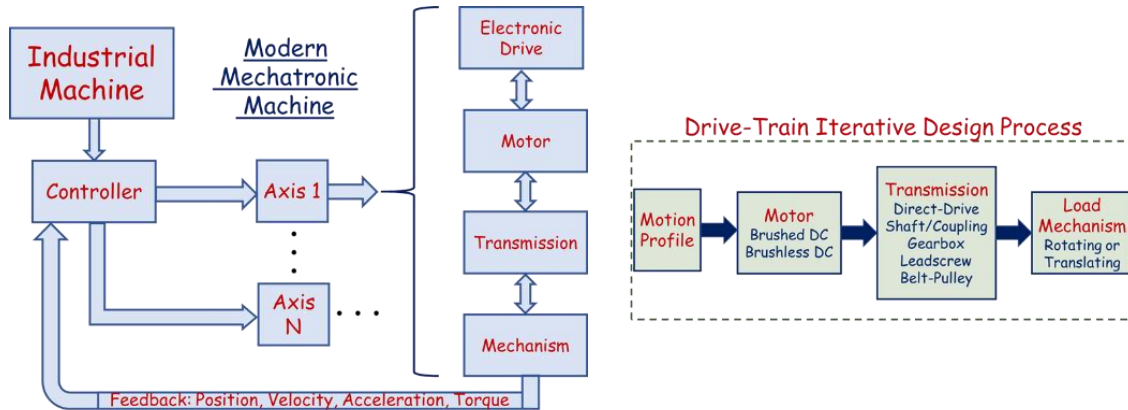 Industrial
Machine
Modern
Mechatronic
Machine
Controller
Axis 1
Axis
N
Electronic
Drive
Motor
Transmission
Mechanism
Feedback: Position, Velocity, Acceleration, Torque
Drive-Train Iterative Design Process
Motion
Profile
Motor
Brushed DC
Brushless DC
Transmission
Direct-Drive
Shaft/Coupling
Gearbox
Leadscrew
Belt-Pulley
Load
Mechanism
Rotating or
Translating